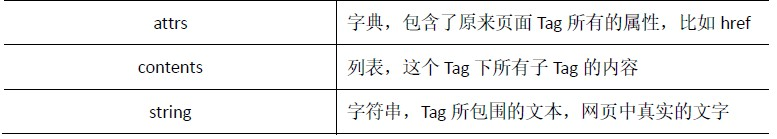 attrs 字典，包含了原来页面 Tag 所有的属性，比如 href
contents 列表，这个 Tag 下所有子 Tag 的内容
string 字符串，Tag 所包围的文本，网页中真实的文字